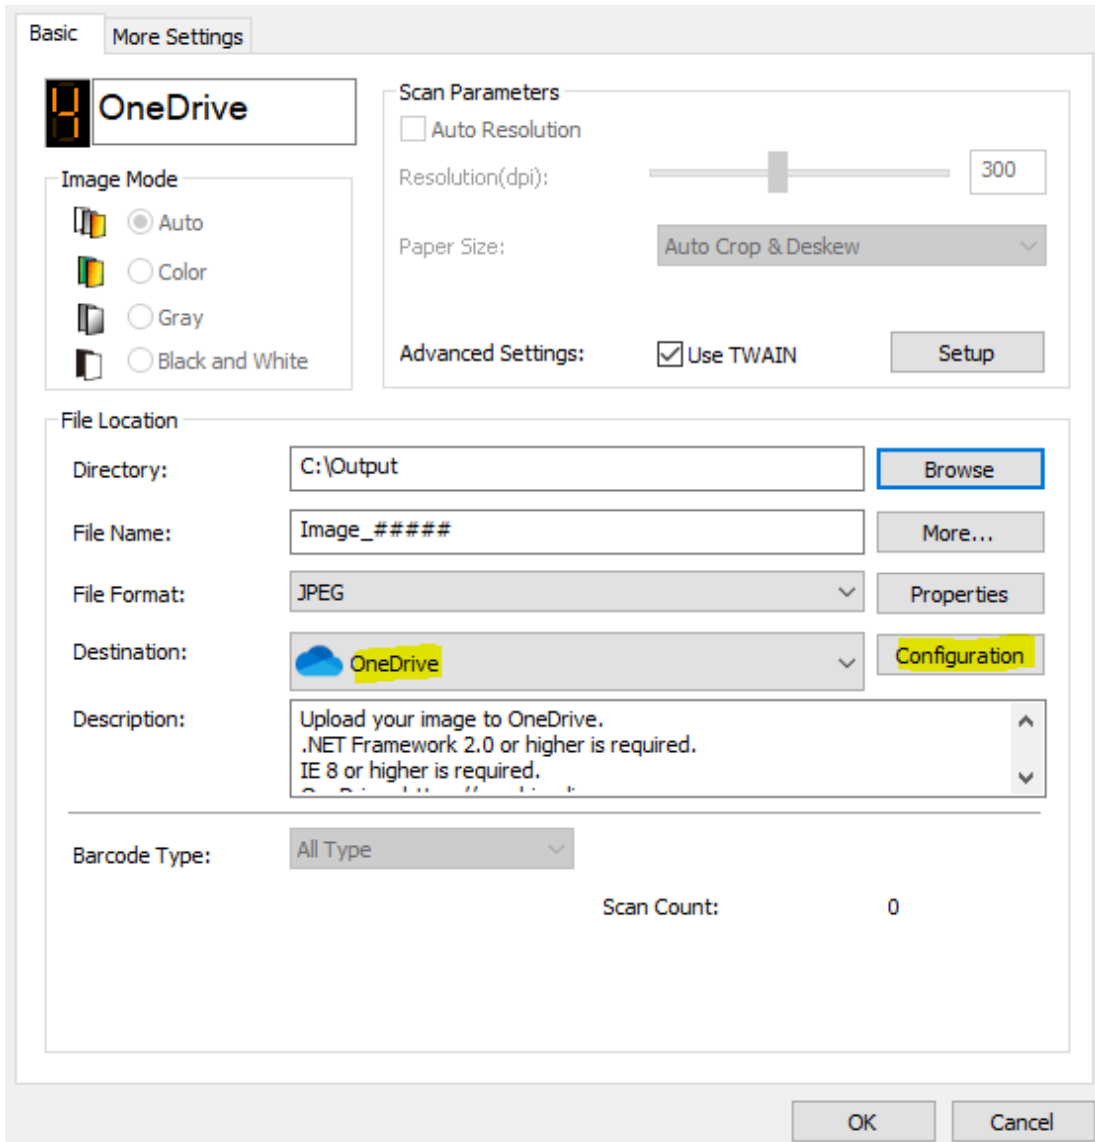 Basic
More Settings
4
OneDrive
Image Mode
Auto
Color
Gray
Black and White
Scan Parameters
Auto Resolution
Resolution(dpi):
300
Paper Size:
Auto Crop & Deskew
Advanced Settings:
Use TWAIN
Setup
File Location
Directory:
C:\Output
Browse
File Name:
Image_#####
More...
File Format:
JPEG
Properties
Destination:
OneDrive
Configuration
Description:
Upload your image to OneDrive.
.NET Framework 2.0 or higher is required.
IE 8 or higher is required.
Barcode Type:
All Type
Scan Count:
0
OK
Cancel